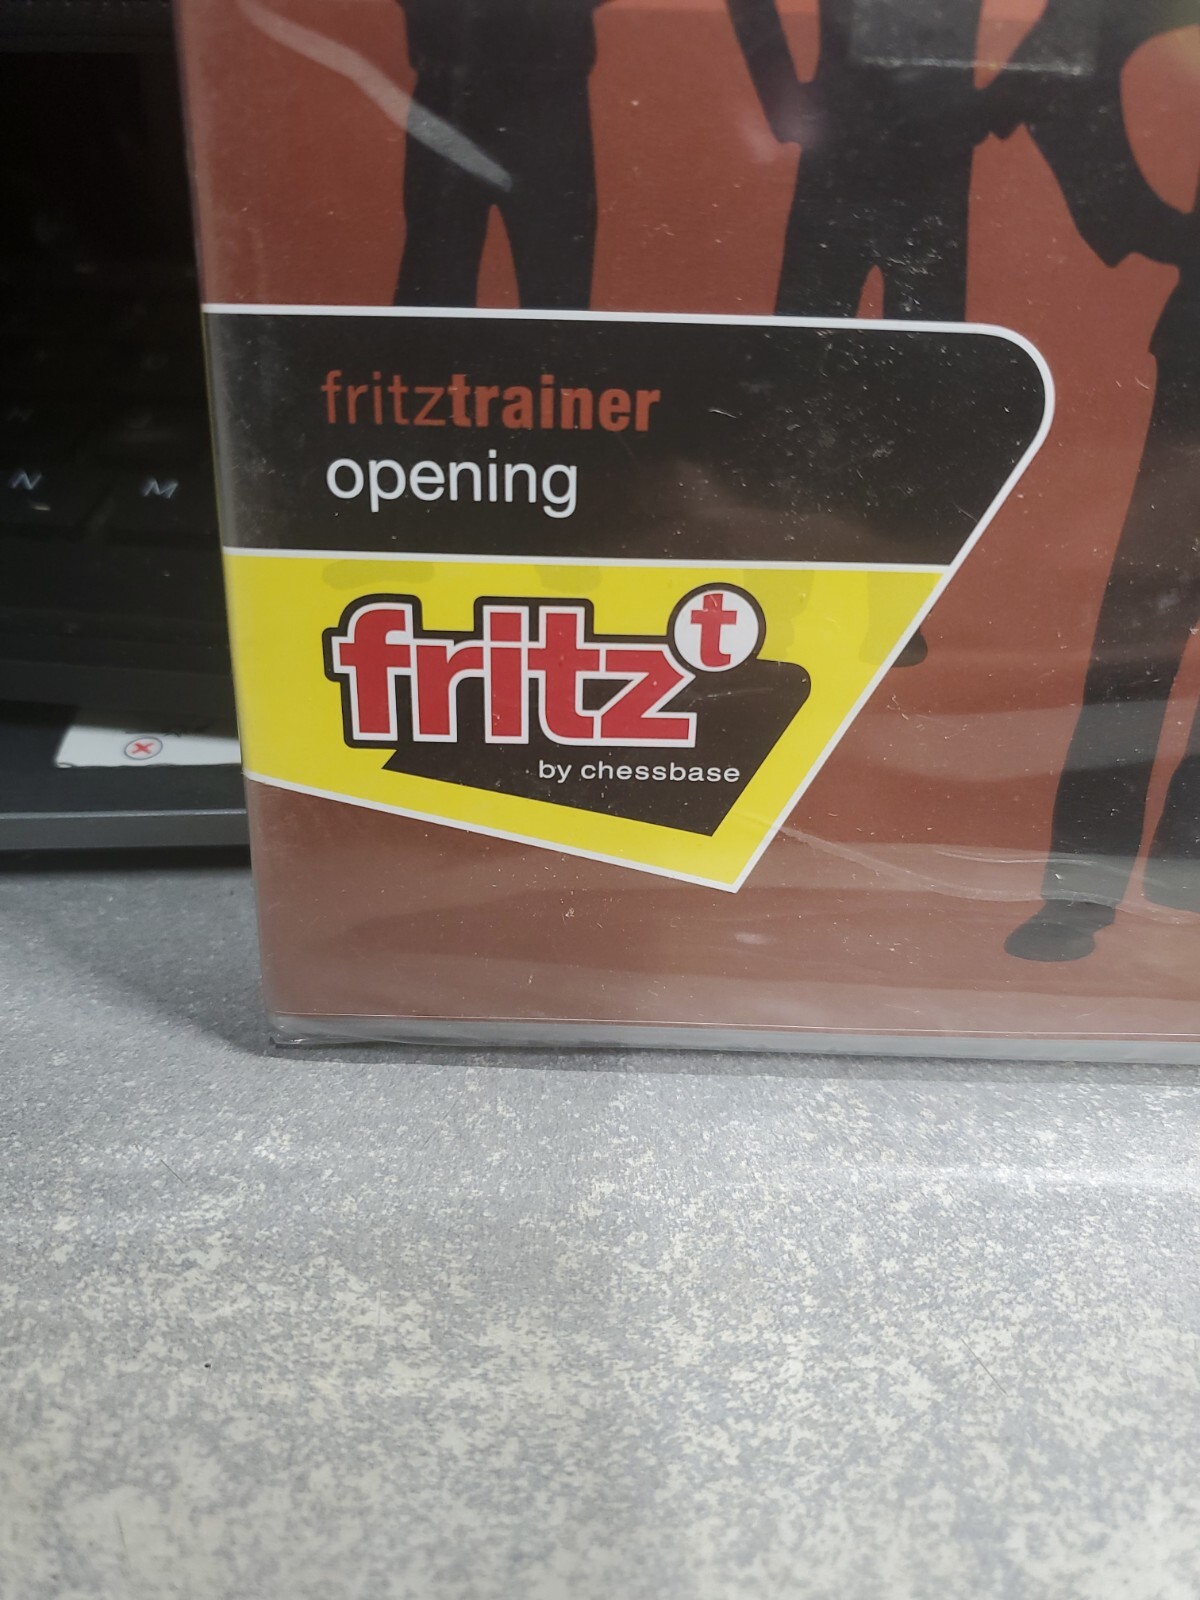 fritztrainer
opening
fritz t
by chessbase
N
M